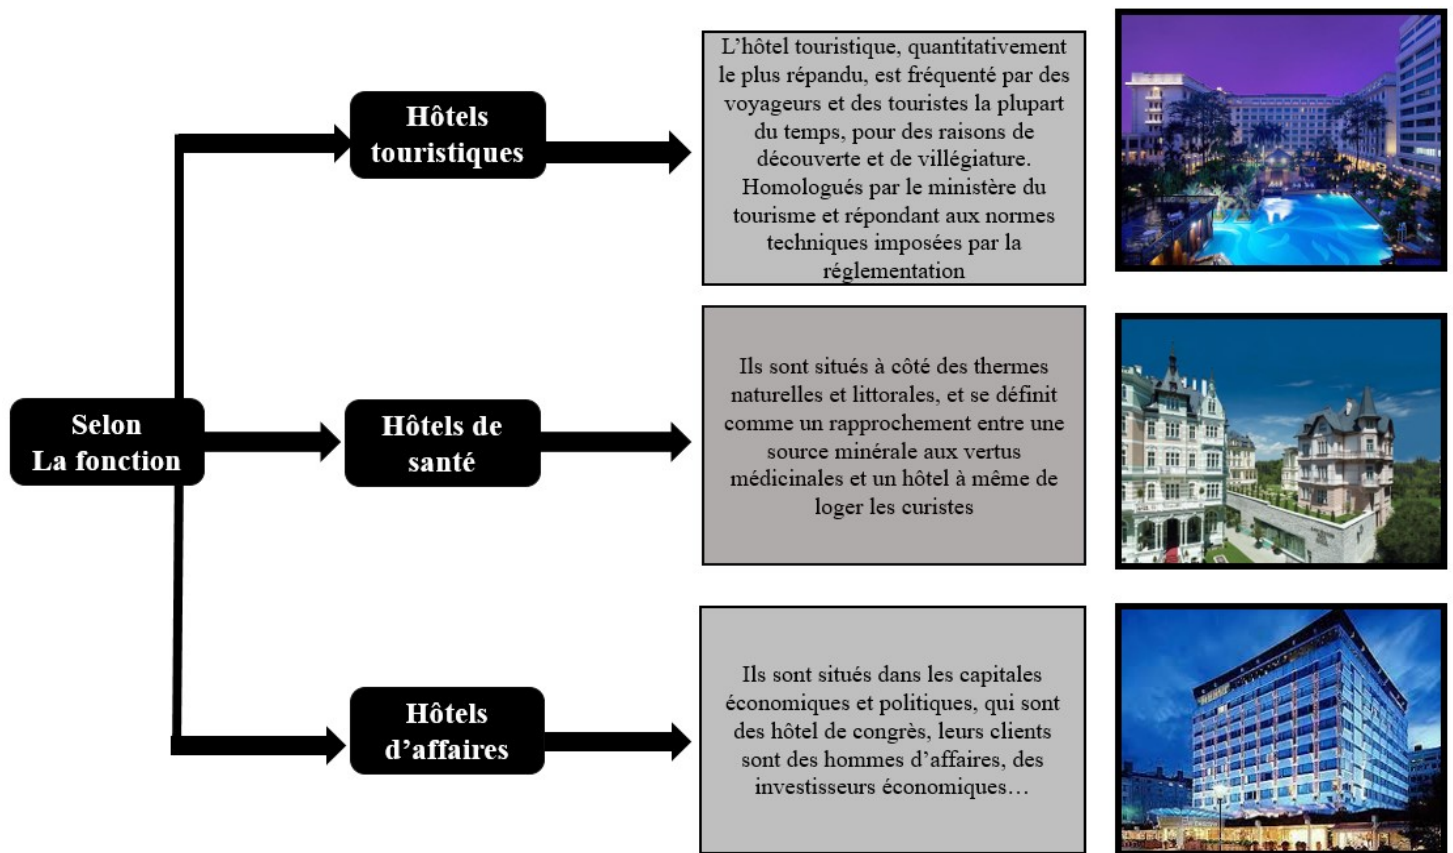 Selon
La fonction
Hôtels
touristiques
L'hôtel touristique, quantitativement
le plus répandu, est fréquenté par des
voyageurs et des touristes la plupart
du temps, pour des raisons de
découverte et de villégiature.
Homologués par le ministère du
tourisme et répondant aux normes
techniques imposées par la
réglementation
Hôtels de
santé
Ils sont situés à côté des thermes
naturelles et littorales, et se définit
comme un rapprochement entre une
source minérale aux vertus
médicinales et un hôtel à même de
loger les curistes
Hôtels
d'affaires
Ils sont situés dans les capitales
économiques et politiques, qui sont
des hôtel de congrès, leurs clients
sont des hommes d'affaires, des
investisseurs économiques…